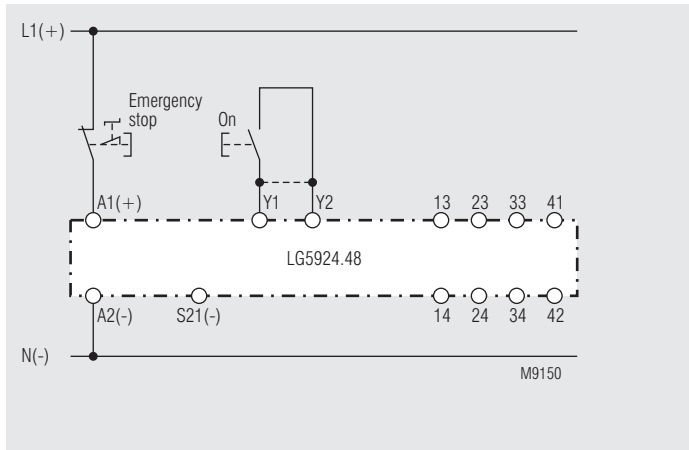 L1(+)
Emergency
stop
On
A1(+)
Y1
Y2
13 23 33 41
LG5924.48
A2(-)
S21(-)
14 24 34 42
N(-)
M9150